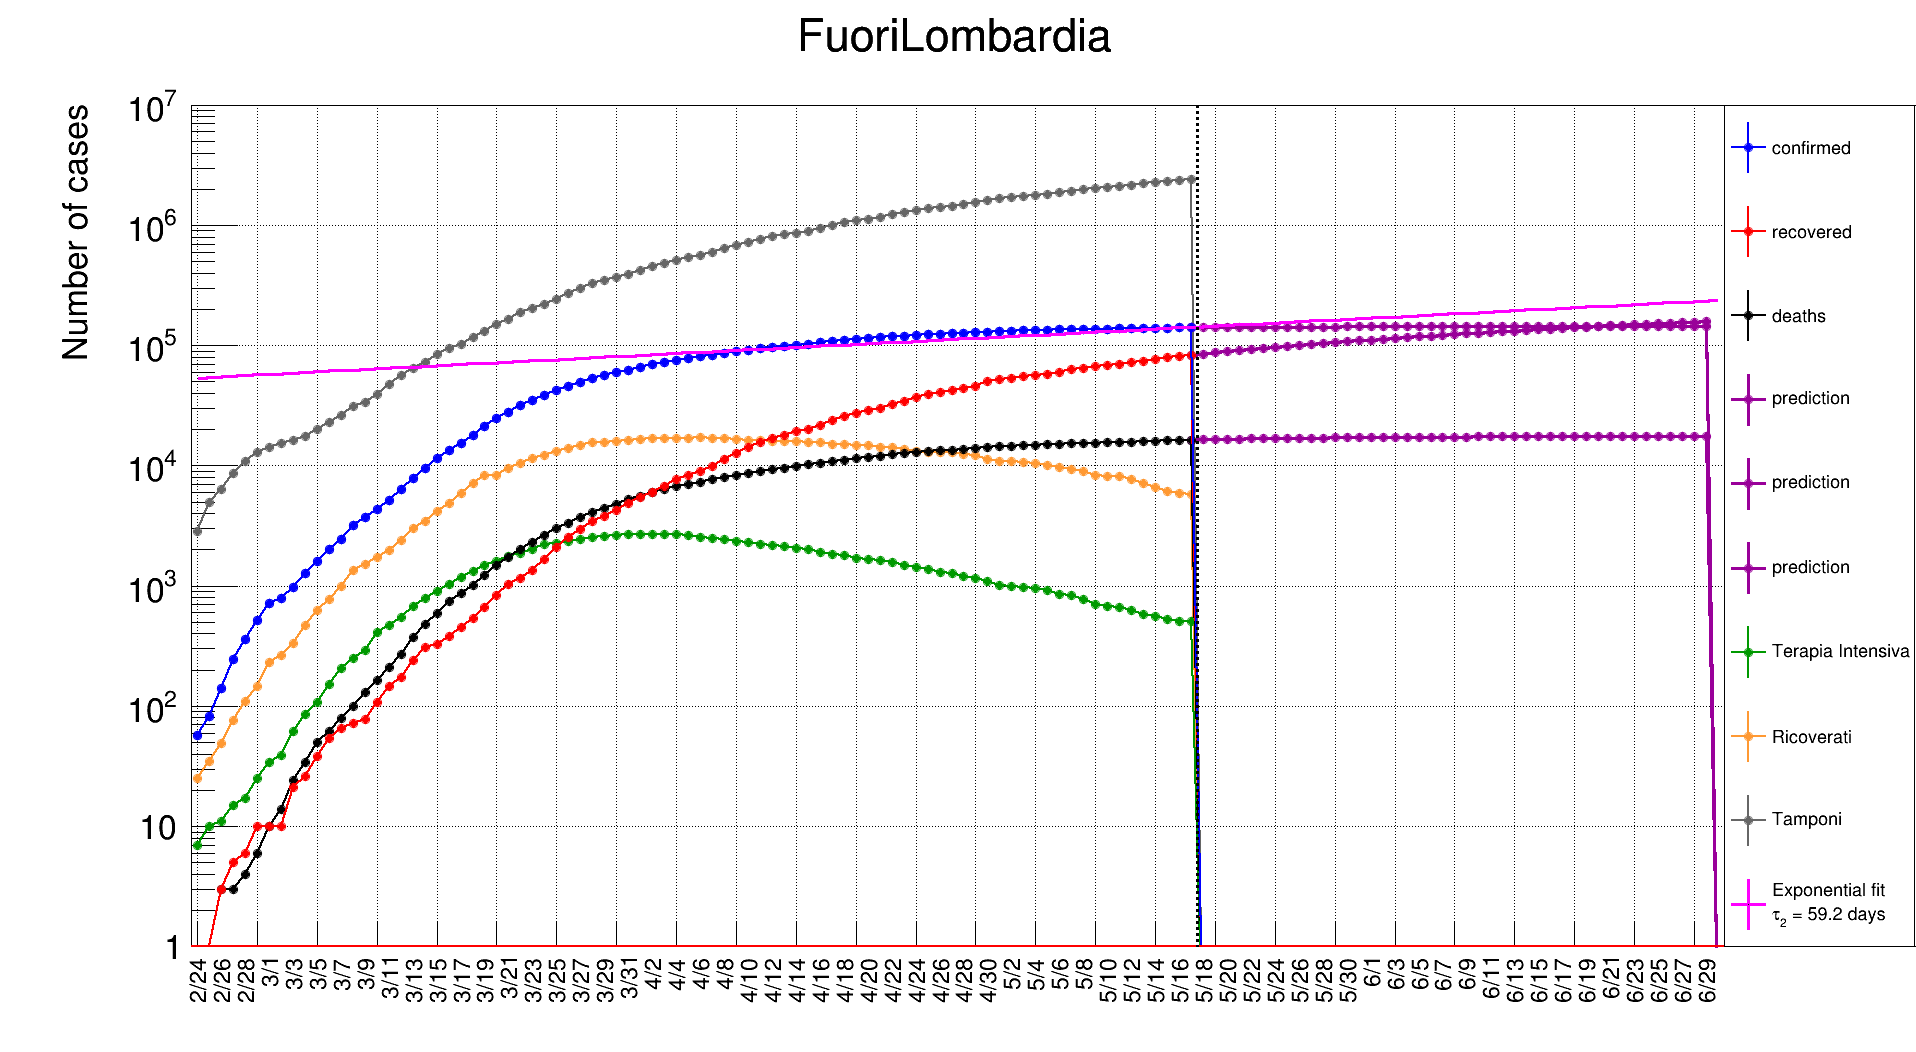 FuoriLombardia
Number of cases
10^7
10^6
10^5
10^4
10^3
10^2
10
1
2/24 2/26 2/28 3/1 3/3 3/5 3/7 3/9 3/11 3/13 3/15 3/17 3/19 3/21 3/23 3/25 3/27 3/29 3/31 4/2 4/4 4/6 4/8 4/10 4/12 4/14 4/16 4/18 4/20 4/22 4/24 4/26 4/28 4/30 5/2 5/4 5/6 5/8 5/10 5/12 5/14 5/16 5/18 5/20 5/22 5/24 5/26 5/28 5/30 6/1 6/3 6/5 6/7 6/9 6/11 6/13 6/15 6/17 6/19 6/21 6/23 6/25 6/27 6/29
confirmed
recovered
deaths
prediction
prediction
prediction
Terapia Intensiva
Ricoverati
Tamponi
Exponential fit
τ₂ = 59.2 days